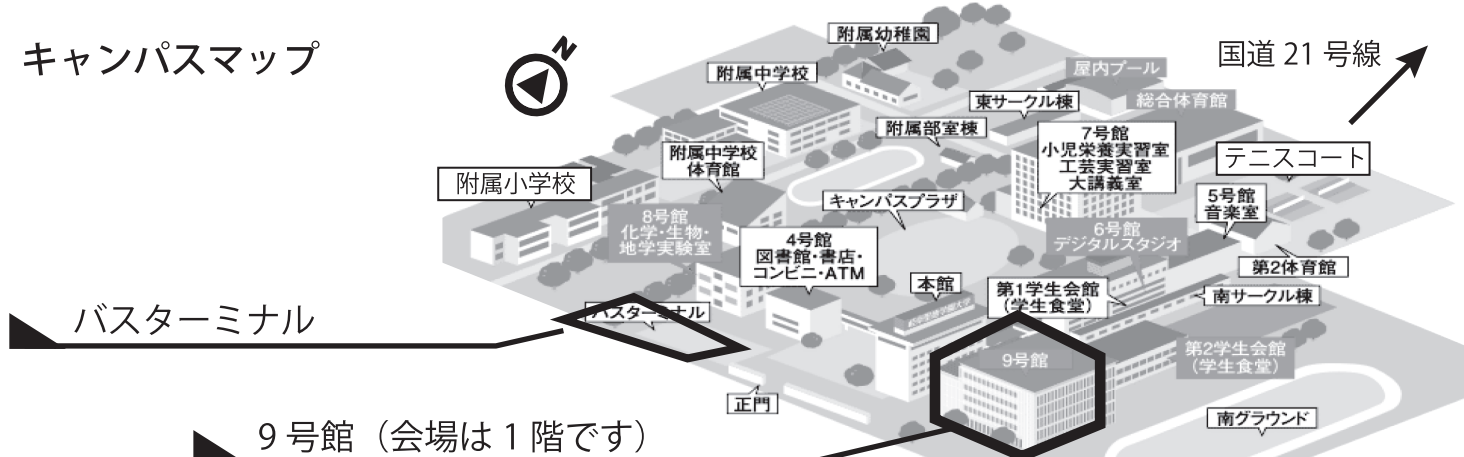 キャンパスマップ
N
国道 21 号線
附属幼稚園
屋内プール
附属中学校
総合体育館
東サークル棟
附属部室棟
7号館
小児栄養実習室
工芸実習室
大講義室
テニスコート
附属中学校
体育館
附属小学校
キャンパスプラザ
5号館
音楽室
8号館
化学・生物・
地学実験室
6号館
デジタルスタジオ
4号館
図書館・書店・
コンビニ・ATM
第2体育館
本館
第1学生会館
(学生食堂)
南サークル棟
バスターミナル
バスターミナル
第2学生会館
(学生食堂)
9号館
正門
南グラウンド
9 号館（会場は 1 階です）